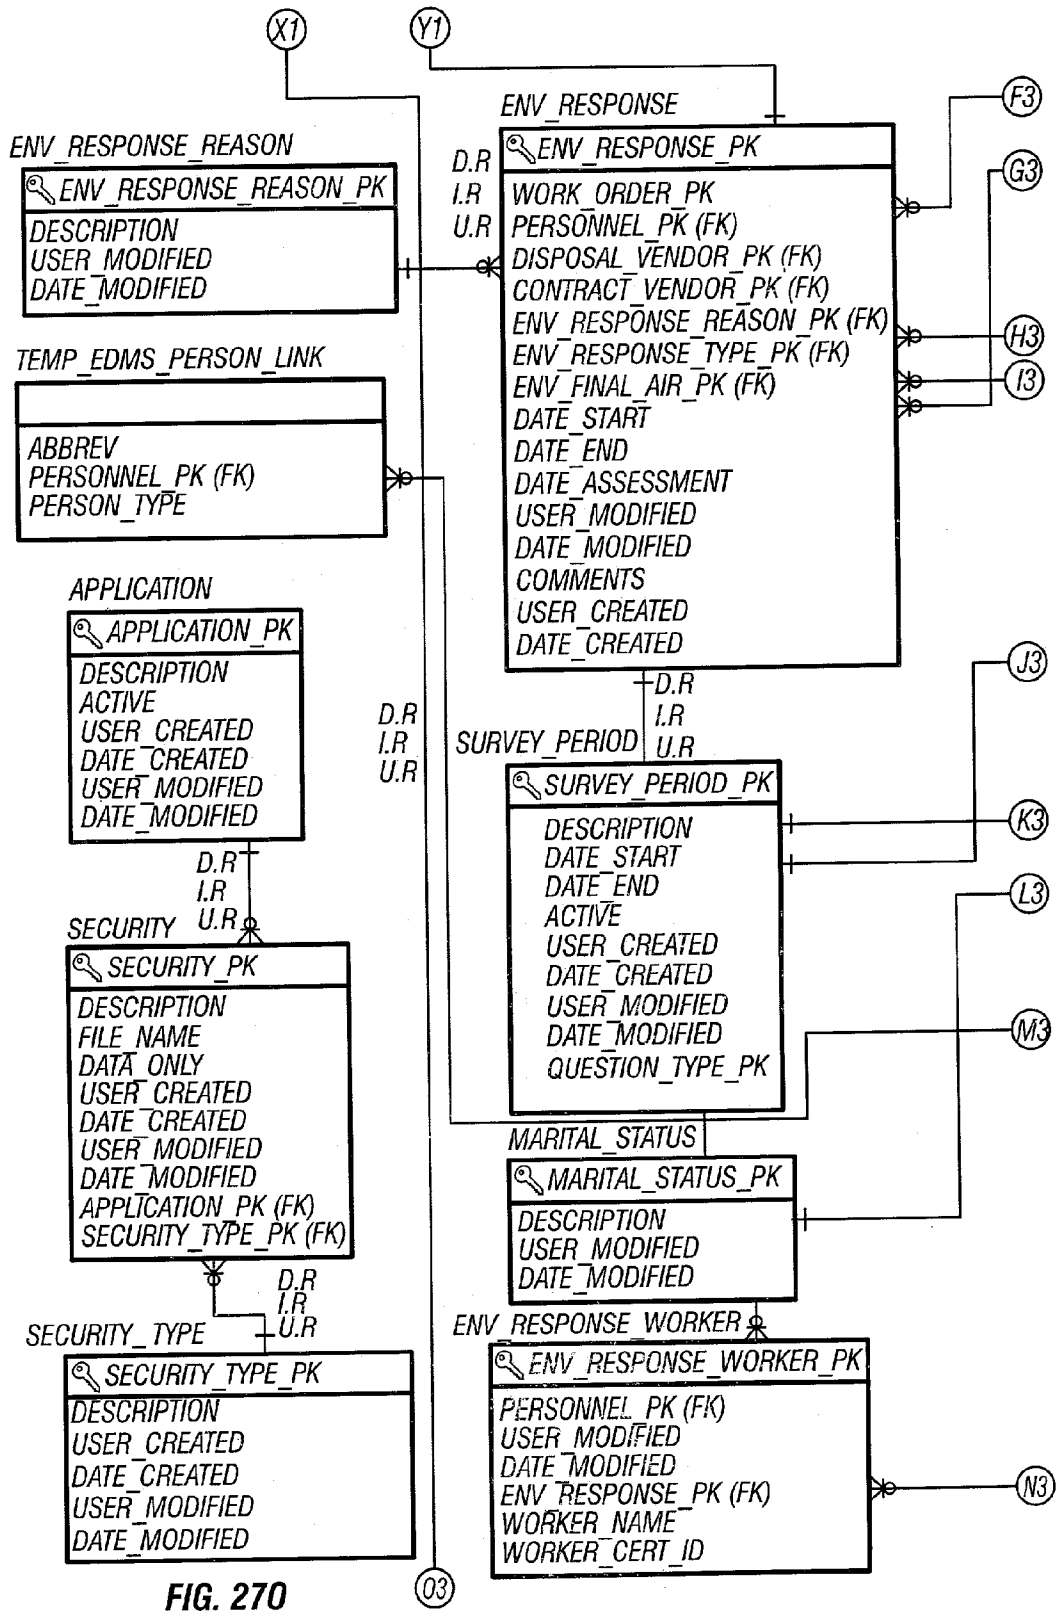 X1
Y1
ENV_RESPONSE
F3
ENV_RESPONSE_PK
G3
D.R
I.R
U.R
WORK_ORDER_PK
PERSONNEL_PK (FK)
DISPOSAL_VENDOR_PK (FK)
CONTRACT_VENDOR_PK (FK)
ENV_RESPONSE_REASON_PK (FK)
ENV_RESPONSE_TYPE_PK (FK)
ENV_FINAL_AIR_PK (FK)
DATE_START
DATE_END
DATE_ASSESSMENT
USER_MODIFIED
DATE_MODIFIED
COMMENTS
USER_CREATED
DATE_CREATED
H3
I3
ENV_RESPONSE_REASON
ENV_RESPONSE_REASON_PK
DESCRIPTION
USER_MODIFIED
DATE_MODIFIED
TEMP_EDMS_PERSON_LINK
ABBREV
PERSONNEL_PK (FK)
PERSON_TYPE
APPLICATION
APPLICATION_PK
DESCRIPTION
ACTIVE
USER_CREATED
DATE_CREATED
USER_MODIFIED
DATE_MODIFIED
D.R
I.R
U.R
D.R
I.R
U.R
J3
SURVEY_PERIOD
SURVEY_PERIOD_PK
DESCRIPTION
DATE_START
DATE_END
ACTIVE
USER_CREATED
DATE_CREATED
USER_MODIFIED
DATE_MODIFIED
QUESTION_TYPE_PK
K3
L3
M3
D.R
I.R
U.R
SECURITY
SECURITY_PK
DESCRIPTION
FILE_NAME
DATA_ONLY
USER_CREATED
DATE_CREATED
USER_MODIFIED
DATE_MODIFIED
APPLICATION_PK (FK)
SECURITY_TYPE_PK (FK)
MARITAL_STATUS
MARITAL_STATUS_PK
DESCRIPTION
USER_MODIFIED
DATE_MODIFIED
D.R
I.R
U.R
SECURITY_TYPE
SECURITY_TYPE_PK
DESCRIPTION
USER_CREATED
DATE_CREATED
USER_MODIFIED
DATE_MODIFIED
ENV_RESPONSE_WORKER
ENV_RESPONSE_WORKER_PK
PERSONNEL_PK (FK)
USER_MODIFIED
DATE_MODIFIED
ENV_RESPONSE_PK (FK)
WORKER_NAME
WORKER_CERT_ID
N3
O3
FIG. 270